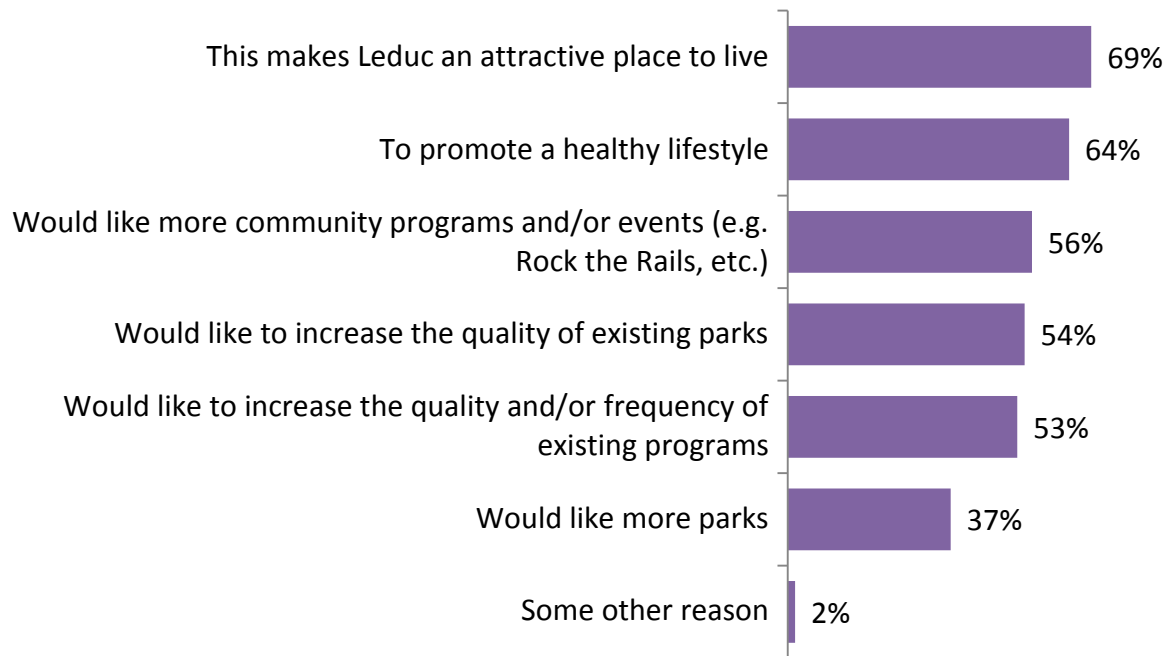 This makes Leduc an attractive place to live
69%
To promote a healthy lifestyle
64%
Would like more community programs and/or events (e.g.
Rock the Rails, etc.)
56%
Would like to increase the quality of existing parks
54%
Would like to increase the quality and/or frequency of
existing programs
53%
Would like more parks
37%
Some other reason
2%